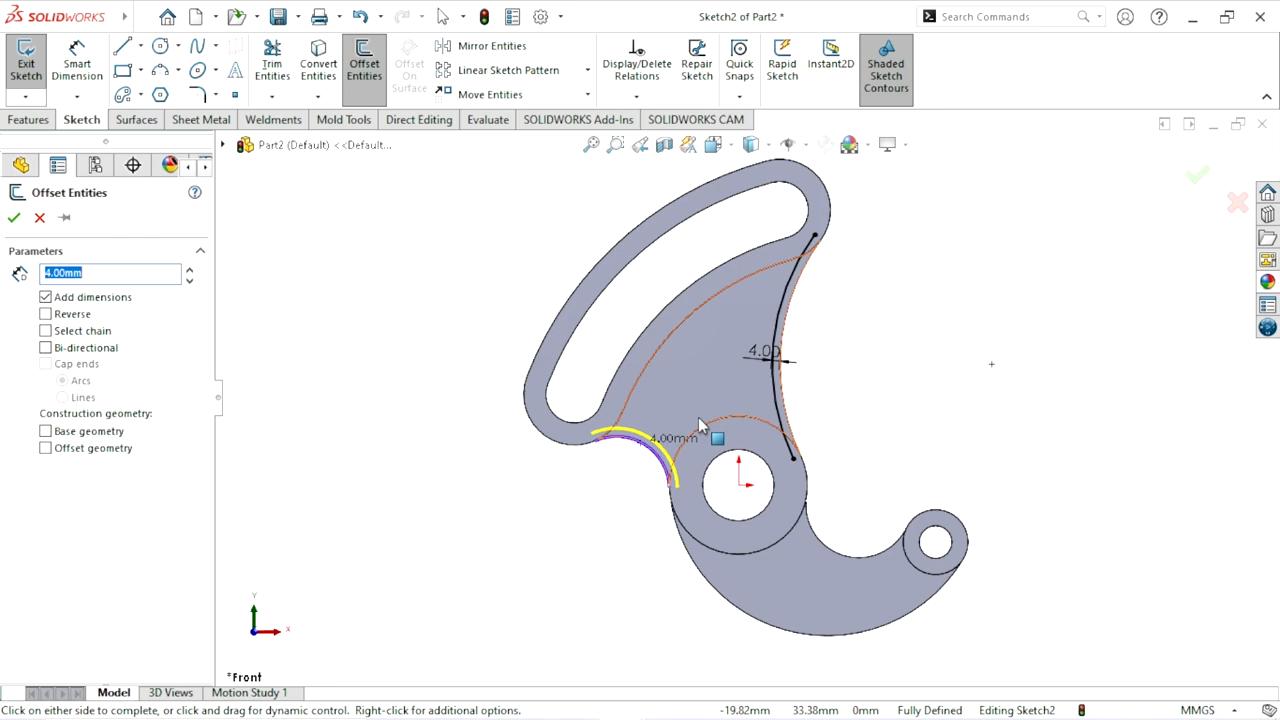 SOLIDWORKS
Sketch2 of Part2 *
Search Commands
Exit Sketch
Smart Dimension
Trim Entities
Convert Entities
Offset Entities
Offset On Surface
Mirror Entities
Linear Sketch Pattern
Move Entities
Display/Delete Relations
Repair Sketch
Quick Snaps
Rapid Sketch
Instant2D
Shaded Sketch Contours
Features
Sketch
Surfaces
Sheet Metal
Weldments
Mold Tools
Direct Editing
Evaluate
SOLIDWORKS Add-Ins
SOLIDWORKS CAM
Part2 (Default) <<Default...
Offset Entities
Parameters
4.00mm
Add dimensions
Reverse
Select chain
Bi-directional
Cap ends
Arcs
Lines
Construction geometry:
Base geometry
Offset geometry
4.00
4.00mm
Y
X
*Front
Model
3D Views
Motion Study 1
Click on either side to complete, or click and drag for dynamic control. Right-click for additional options.
-19.82mm
33.38mm
0mm
Fully Defined
Editing Sketch2
MMGS